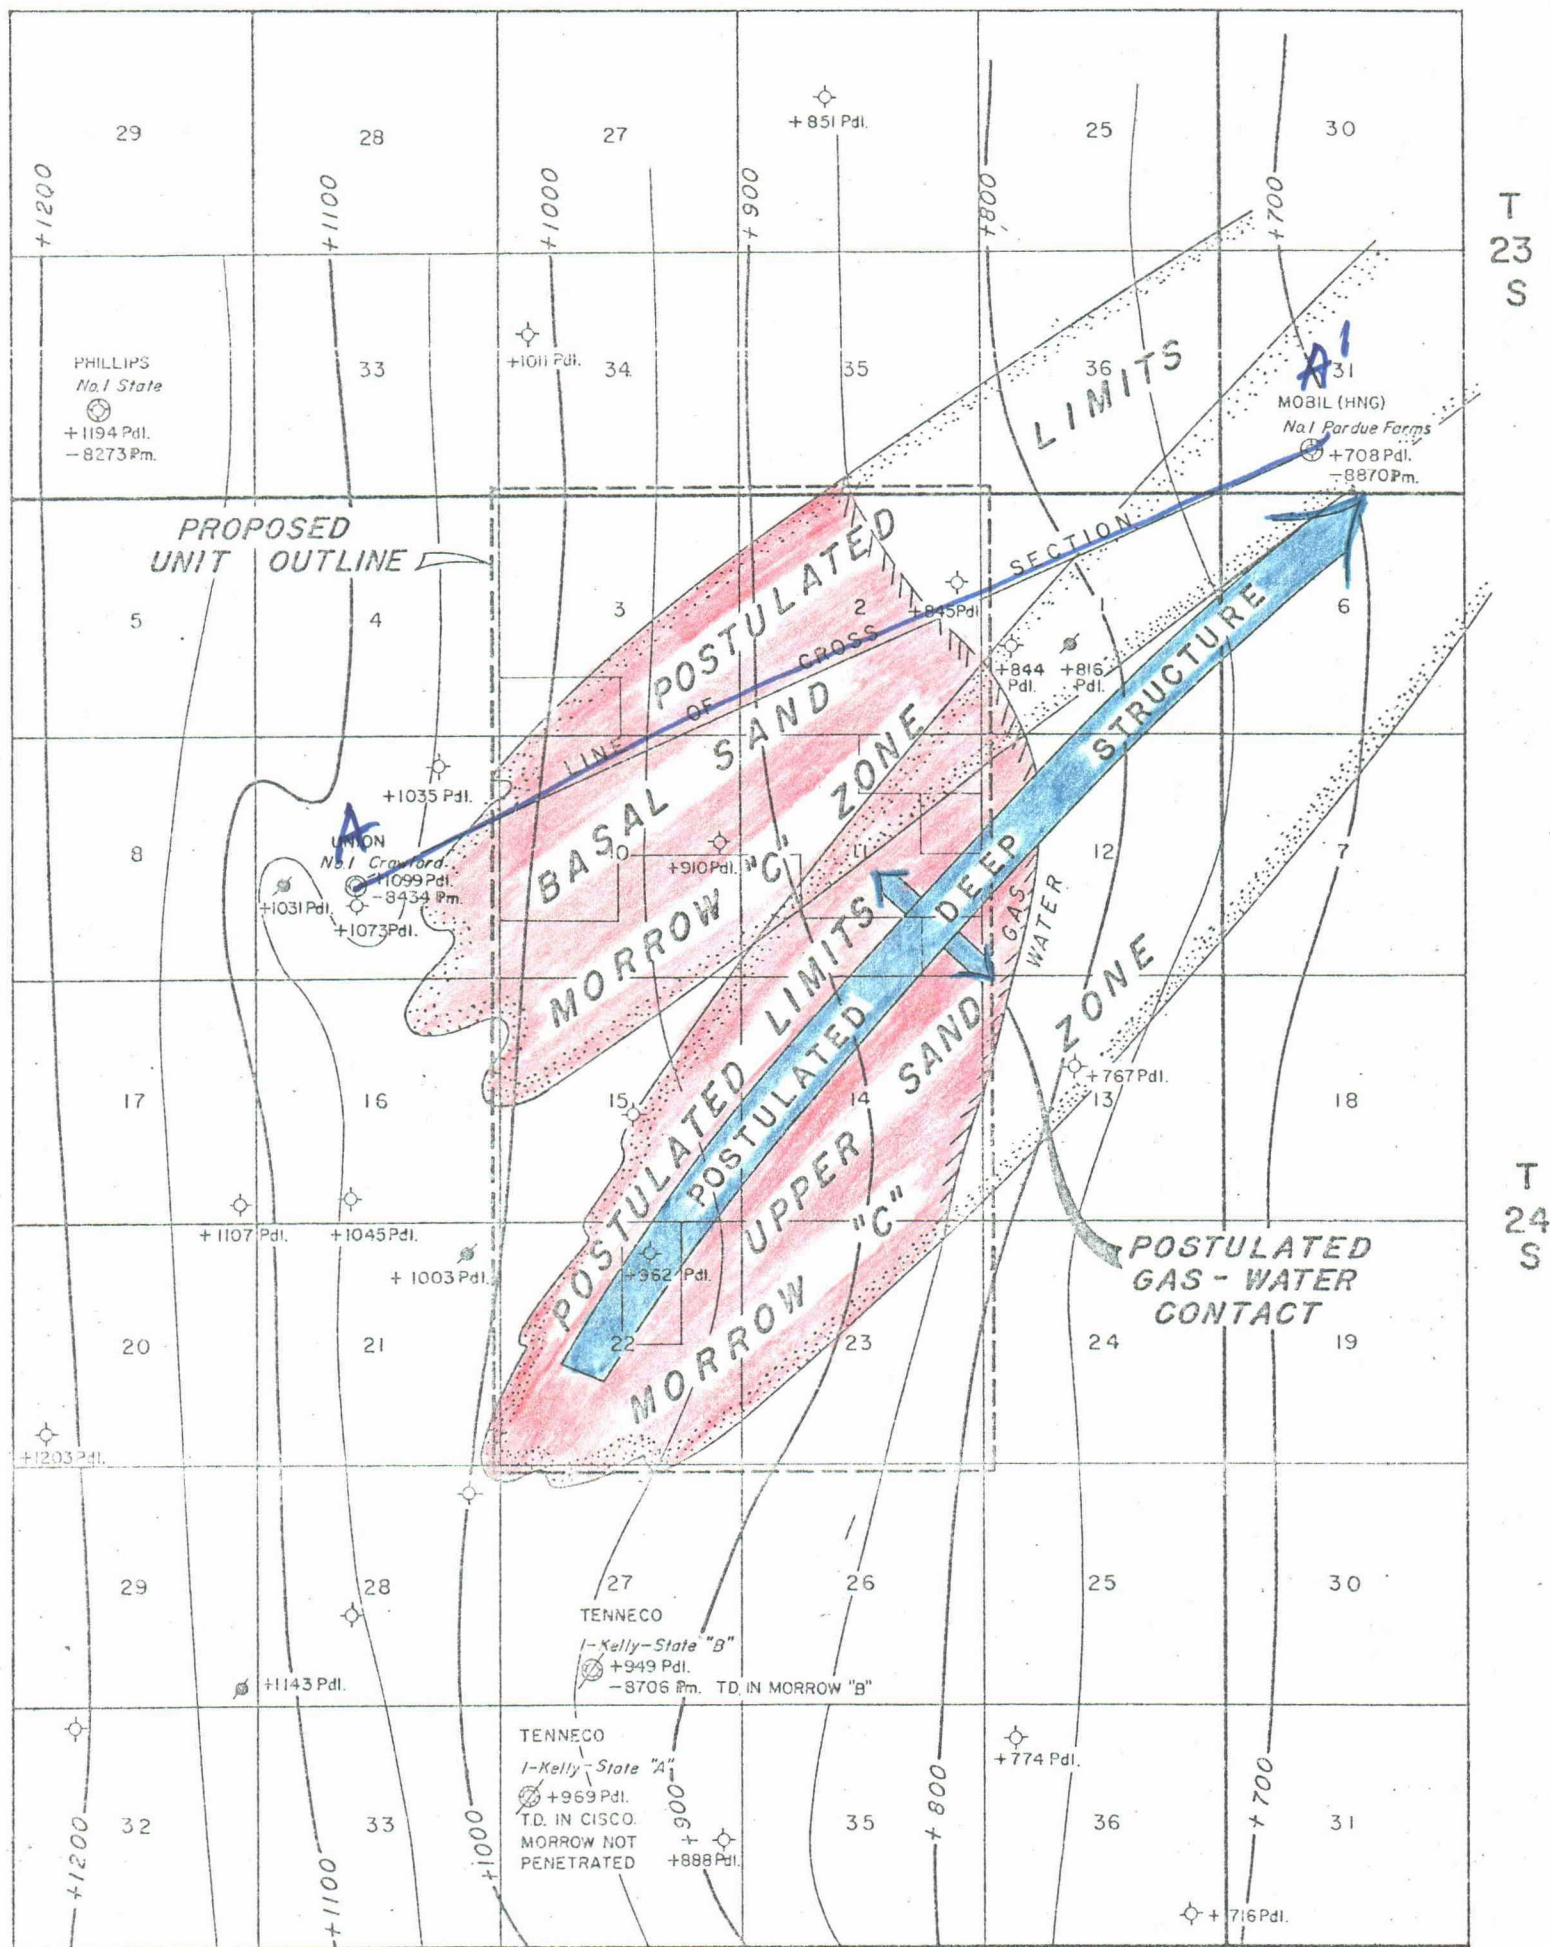 29
28
27
+851 Pdl.
25
30
+1200
+1100
+1000
+900
+800
+700
T
23
S
PHILLIPS
No.1 State
+1194 Pdl.
-8273 Pm.
33
+1011 Pdl.
34
35
36
31
LIMITS
A'
MOBIL (HNG)
No.1 Pardue Farms
+708 Pdl.
-8870 Pm.
PROPOSED
UNIT OUTLINE
5
4
3
2
1
6
+845 Pdl.
+844
Pdl.
+816
Pdl.
LINE OF CROSS SECTION
POSTULATED
BASAL SAND
MORROW "C" ZONE
POSTULATED DEEP STRUCTURE
+1035 Pdl.
A
8
UNION
No.1 Crawford
+1099 Pdl.
-8434 Pm.
+1031 Pdl.
+1073 Pdl.
10
+910 Pdl.
11
12
7
GAS
WATER
POSTULATED LIMITS
UPPER SAND
MORROW "C"
ZONE
+767 Pdl.
17
16
15
14
13
18
+1107 Pdl.
+1045 Pdl.
+1003 Pdl.
+962 Pdl.
T
24
S
POSTULATED
GAS - WATER
CONTACT
20
21
22
23
24
19
+1203 Pdl.
29
28
27
26
25
30
TENNECO
1-Kelly-State "B"
+949 Pdl.
-8706 Pm. TD. IN MORROW "B"
+1143 Pdl.
TENNECO
1-Kelly-State "A"
+969 Pdl.
T.D. IN CISCO.
MORROW NOT
PENETRATED
+888 Pdl.
+774 Pdl.
32
33
35
36
31
+1200
+1100
+1000
+900
+800
+700
+716 Pdl.